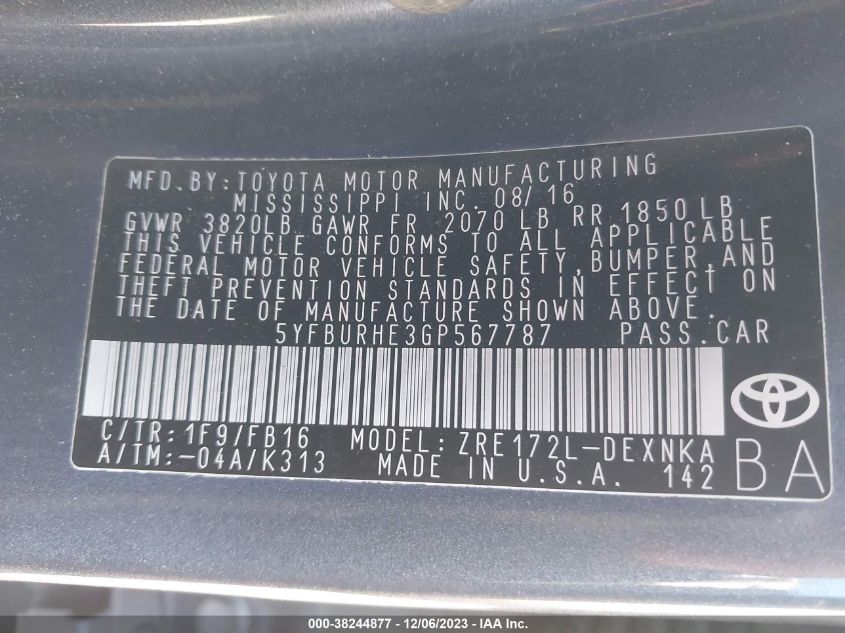 MFD.BY:TOYOTA MOTOR MANUFACTURING
MISSISSIPPI INC. 08/16
GVWR 3820LB GAWR FR 2070 LB RR 1850 LB
THIS VEHICLE CONFORMS TO ALL APPLICABLE
FEDERAL MOTOR VEHICLE SAFETY,BUMPER,AND
THEFT PREVENTION STANDARDS IN EFFECT ON
THE DATE OF MANUFACTURE SHOWN ABOVE.
5YFBURHE3GP567787 PASS.CAR
C/TR:1F9/FB16 MODEL:ZRE172L-DEXNKA
A/TM:-04A/K313 MADE IN U.S.A. 142
BA
000-38244877 - 12/06/2023 - IAA Inc.